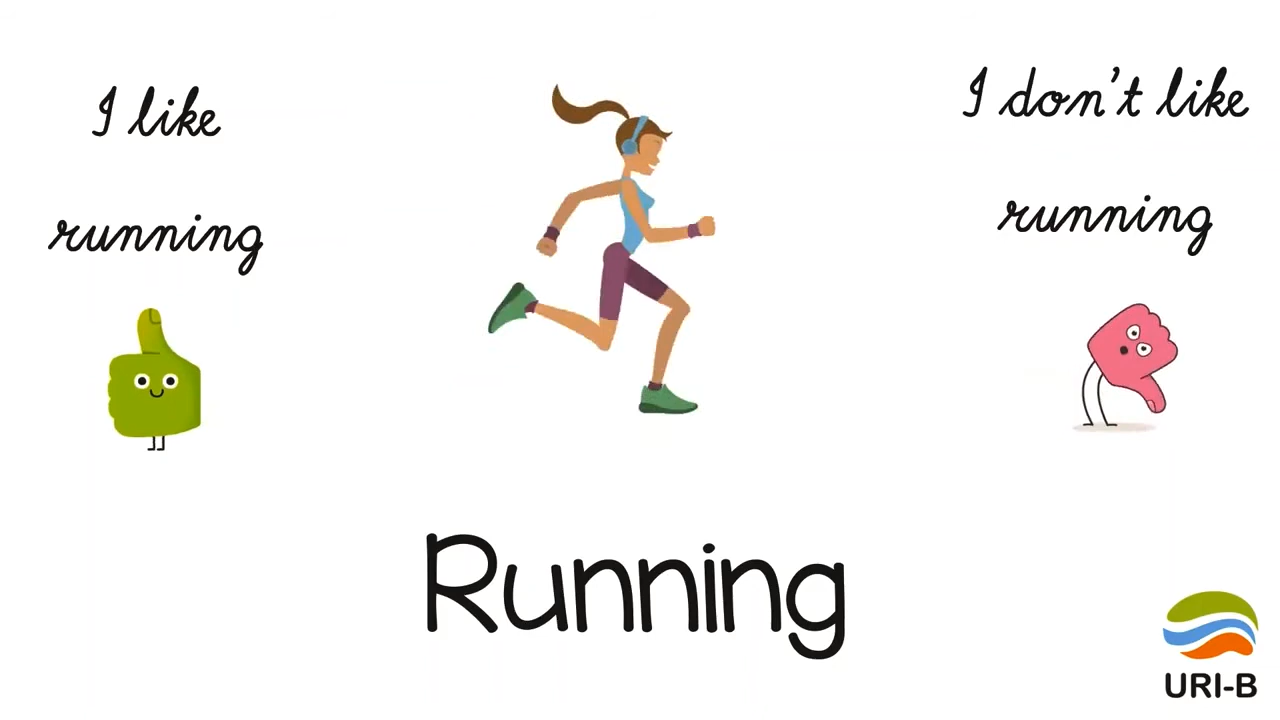 I like
running
I don't like
running
Running
URI-B